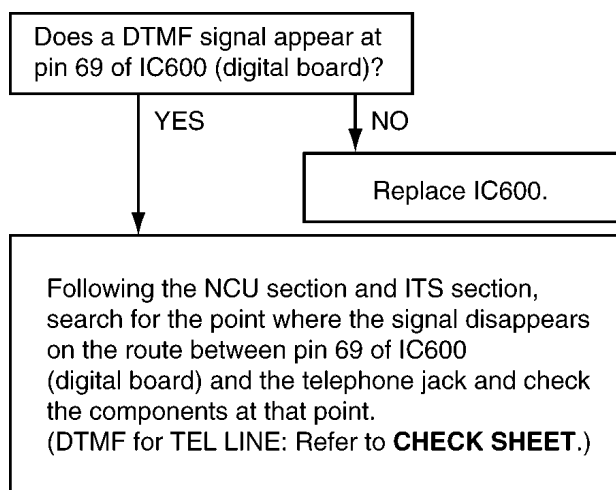 Does a DTMF signal appear at
pin 69 of IC600 (digital board)?
YES
NO
Replace IC600.
Following the NCU section and ITS section,
search for the point where the signal disappears
on the route between pin 69 of IC600
(digital board) and the telephone jack and check
the components at that point.
(DTMF for TEL LINE: Refer to CHECK SHEET.)